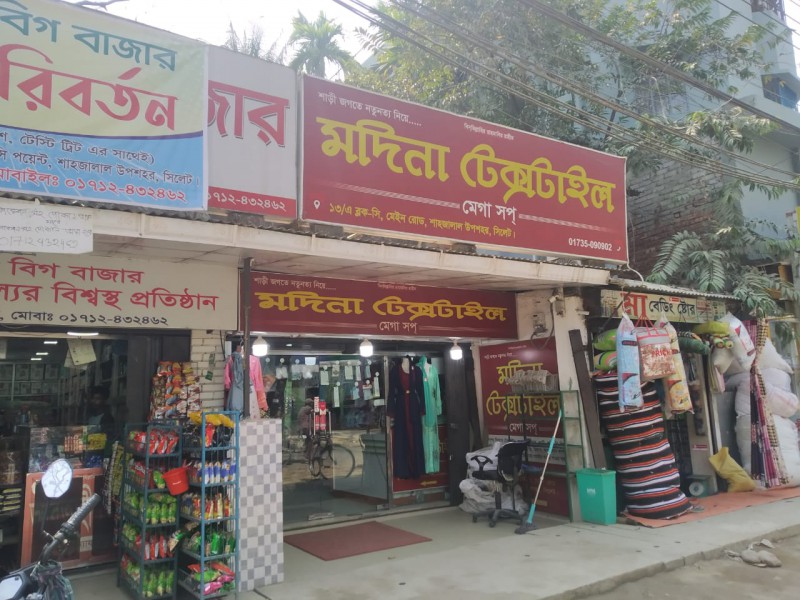 বিগ বাজার
রিবর্তন
শ, টেস্টি ট্রিট এর সাথেই)
স পয়েন্ট, শাহজালাল উপশহর, সিলেট।
মোবাইলঃ ০১৭১২-৪৩২৪৬২
জার
০১৭১২-৪৩২৪৬২
শাড়ী জগতে নতুনত্ব নিয়ে.....
মদিনা টেক্সটাইল
মেগা সপ্
১৩/এ ব্লক-সি, মেইন রোড, শাহজালাল উপশহর, সিলেট।
01735-090902
বিগ বাজার
ল্যের বিশ্বস্থ প্রতিষ্ঠান
, মোবাঃ ০১৭১২-৪৩২৪৬২
শাড়ী জগতে নতুনত্ব নিয়ে.....
মদিনা টেক্সটাইল
মেগা সপ্
মদিনা
টেক্সটাইল
মেগা সপ্
মা বেডিং ষ্টোর